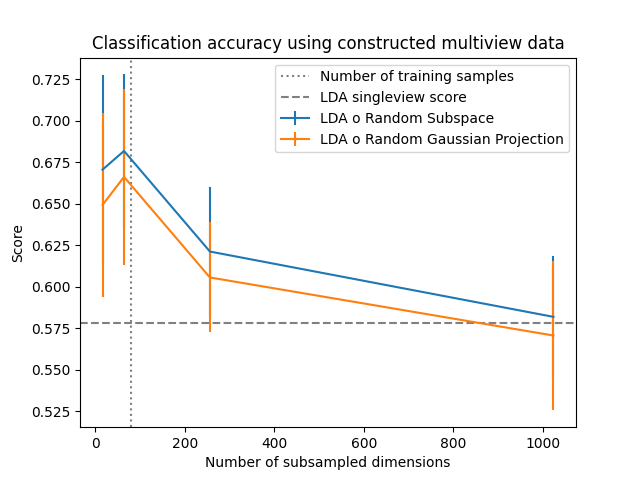 Classification accuracy using constructed multiview data
Number of training samples
LDA singleview score
LDA o Random Subspace
LDA o Random Gaussian Projection
Score
0.725
0.700
0.675
0.650
0.625
0.600
0.575
0.550
0.525
0 200 400 600 800 1000
Number of subsampled dimensions